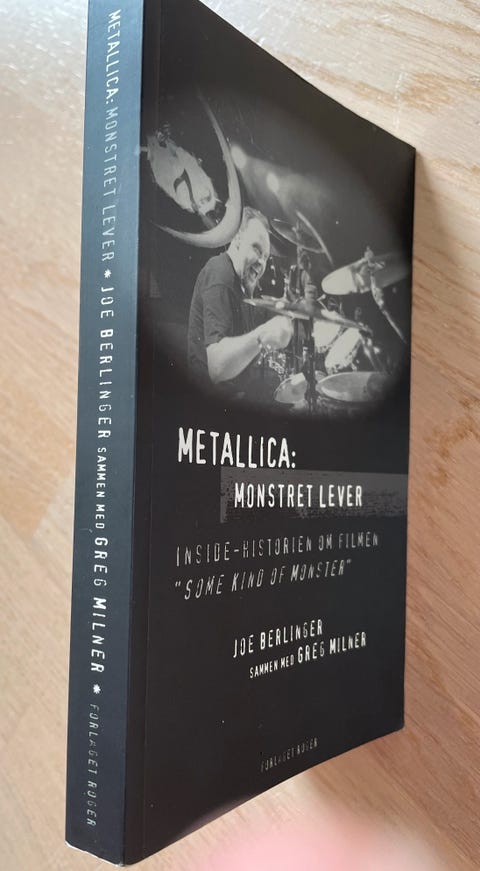 METALLICA: MONSTRET LEVER * JOE BERLINGER SAMMEN MED GREG MILNER * FORLAGET ROGER
METALLICA:
MONSTRET LEVER
INSIDE-HISTORIEN OM FILMEN
"SOME KIND OF MONSTER"
JOE BERLINGER
SAMMEN MED GREG MILNER
FORLAGET ROGER